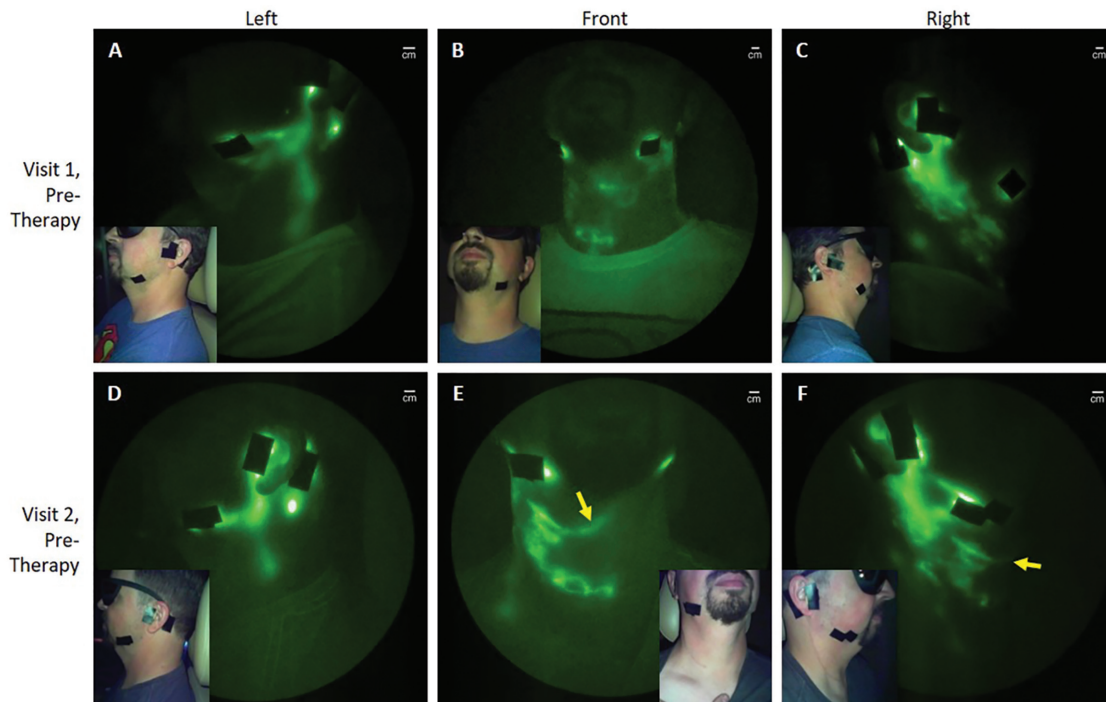 Left Front Right
A cm B cm C cm
Visit 1,
Pre-
Therapy
D cm E cm F cm
Visit 2,
Pre-
Therapy